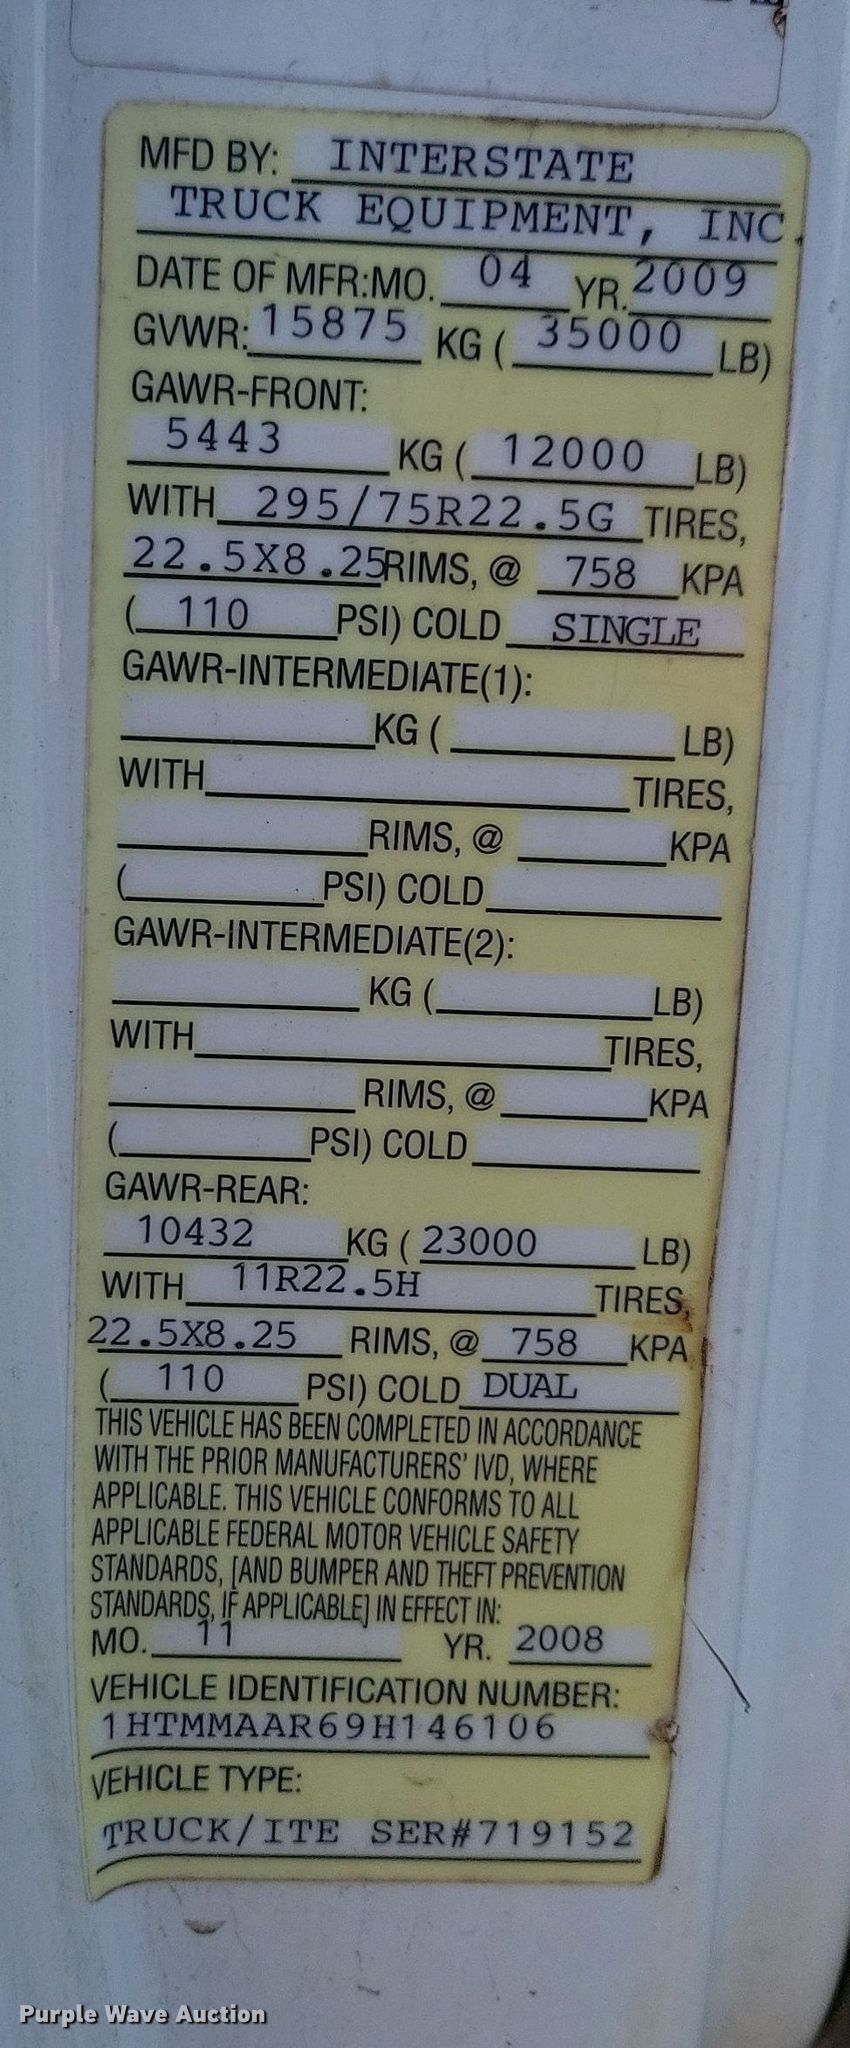 MFD BY: INTERSTATE
TRUCK EQUIPMENT, INC.
DATE OF MFR:MO. 04 YR. 2009
GVWR: 15875 KG ( 35000 LB)
GAWR-FRONT:
5443 KG ( 12000 LB)
WITH 295/75R22.5G TIRES,
22.5X8.25 RIMS, @ 758 KPA
( 110 PSI) COLD SINGLE
GAWR-INTERMEDIATE(1):
KG ( LB)
WITH TIRES,
RIMS, @ KPA
( PSI) COLD
GAWR-INTERMEDIATE(2):
KG ( LB)
WITH TIRES,
RIMS, @ KPA
( PSI) COLD
GAWR-REAR:
10432 KG ( 23000 LB)
WITH 11R22.5H TIRES,
22.5X8.25 RIMS, @ 758 KPA
( 110 PSI) COLD DUAL
THIS VEHICLE HAS BEEN COMPLETED IN ACCORDANCE
WITH THE PRIOR MANUFACTURERS' IVD, WHERE
APPLICABLE. THIS VEHICLE CONFORMS TO ALL
APPLICABLE FEDERAL MOTOR VEHICLE SAFETY
STANDARDS, [AND BUMPER AND THEFT PREVENTION
STANDARDS, IF APPLICABLE] IN EFFECT IN:
MO. 11 YR. 2008
VEHICLE IDENTIFICATION NUMBER:
1HTMMAAR69H146106
VEHICLE TYPE:
TRUCK/ITE SER#719152
Purple Wave Auction